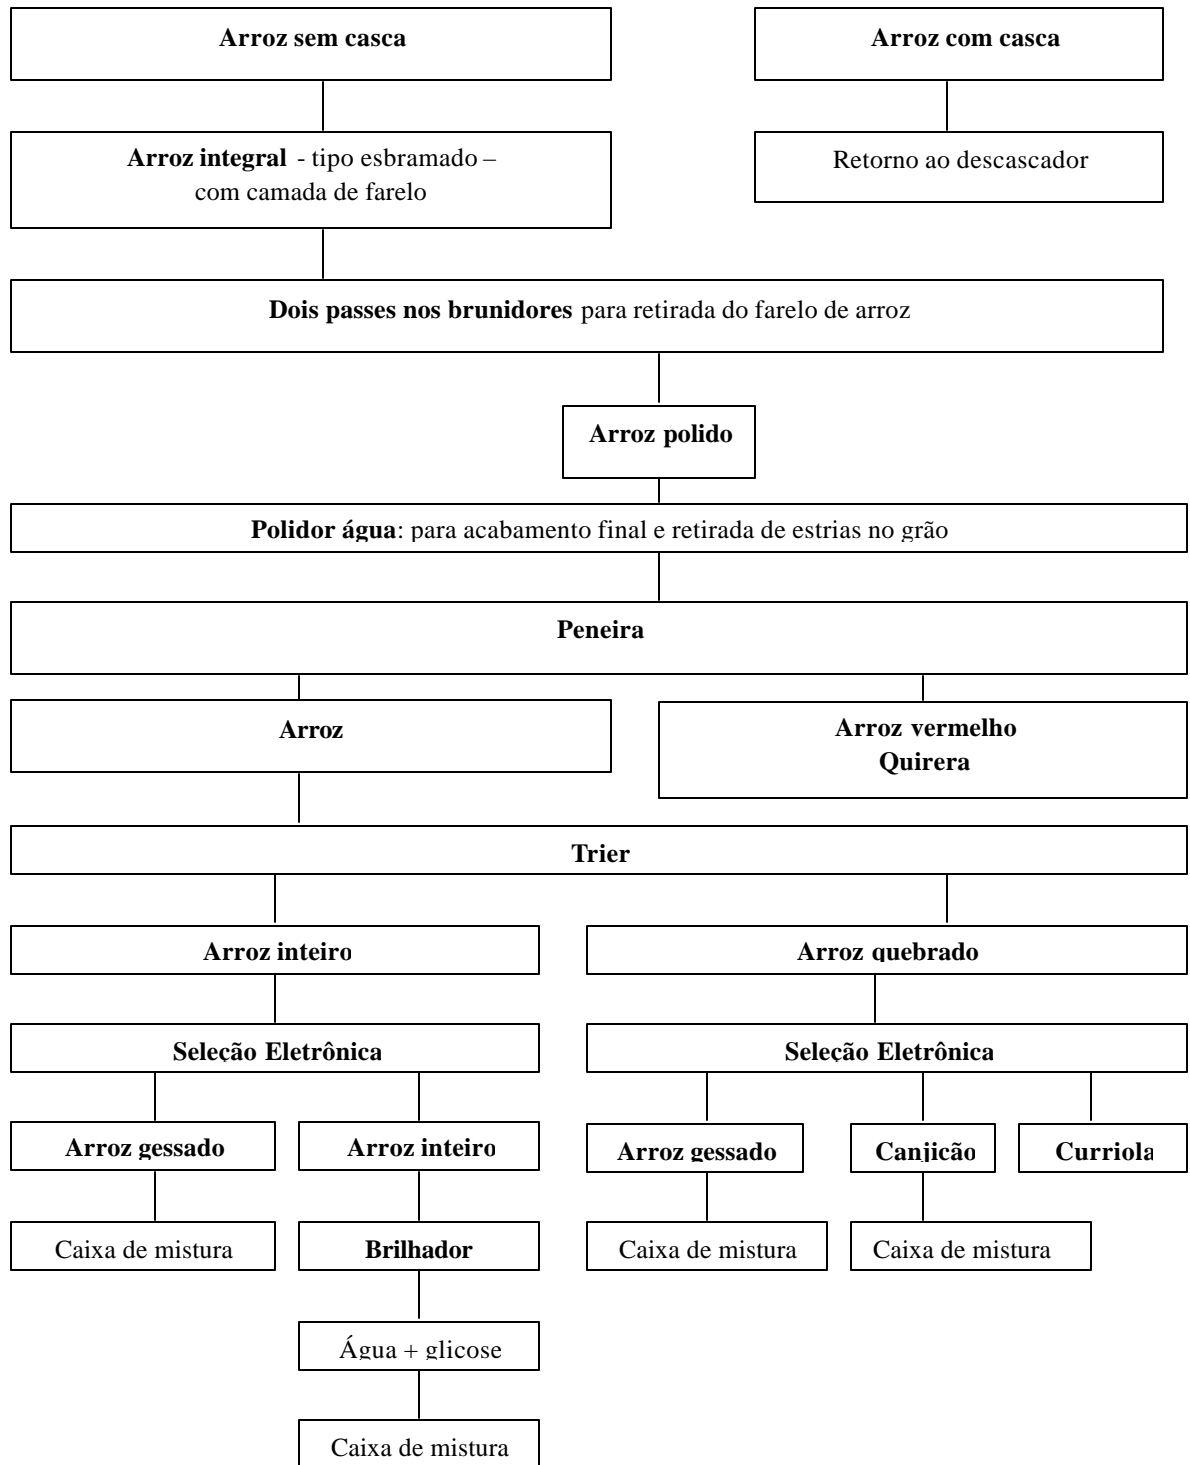 Arroz sem casca
Arroz com casca
Arroz integral - tipo esbramado –
com camada de farelo
Retorno ao descascador
Dois passes nos brunidores para retirada do farelo de arroz
Arroz polido
Polidor água: para acabamento final e retirada de estrias no grão
Peneira
Arroz
Arroz vermelho
Quirera
Trier
Arroz inteiro
Arroz quebrado
Seleção Eletrônica
Seleção Eletrônica
Arroz gessado
Arroz inteiro
Arroz gessado
Canjicão
Curriola
Caixa de mistura
Brilhador
Caixa de mistura
Caixa de mistura
Água + glicose
Caixa de mistura